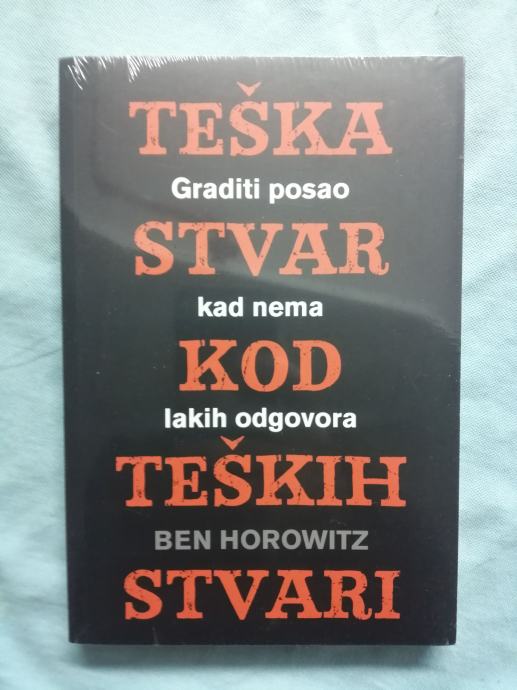 TEŠKA
Graditi posao
STVAR
kad nema
KOD
lakih odgovora
TEŠKIH
BEN HOROWITZ
STVARI